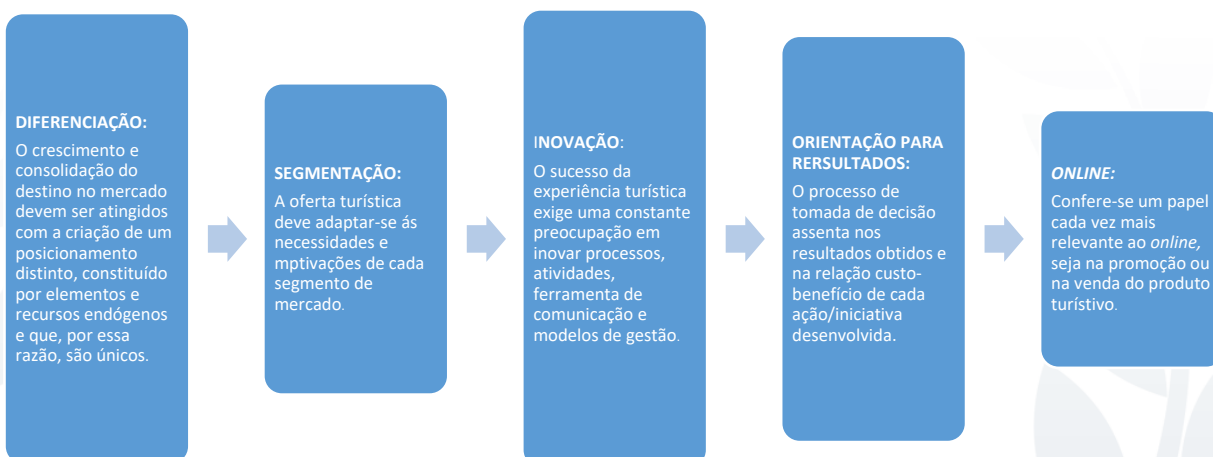 DIFERENCIAÇÃO:
O crescimento e
consolidação do
destino no mercado
devem ser atingidos
com a criação de um
posicionamento
distinto, constituído
por elementos e
recursos endógenos
e que, por essa
razão, são únicos.
SEGMENTAÇÃO:
A oferta turística
deve adaptar-se ás
necessidades e
mptivações de cada
segmento de
mercado.
INOVAÇÃO:
O sucesso da
experiência turística
exige uma constante
preocupação em
inovar processos,
atividades,
ferramenta de
comunicação e
modelos de gestão.
ORIENTAÇÃO PARA
RERSULTADOS:
O processo de
tomada de decisão
assenta nos
resultados obtidos e
na relação custo-
benefício de cada
ação/iniciativa
desenvolvida.
ONLINE:
Confere-se um papel
cada vez mais
relevante ao online,
seja na promoção ou
na venda do produto
turístivo.